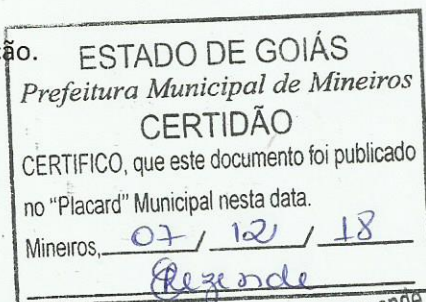 ão.
ESTADO DE GOIÁS
Prefeitura Municipal de Mineiros
CERTIDÃO
CERTIFICO, que este documento foi publicado
no “Placard” Municipal nesta data.
Mineiros, 07 / 12 / 18
Rezende